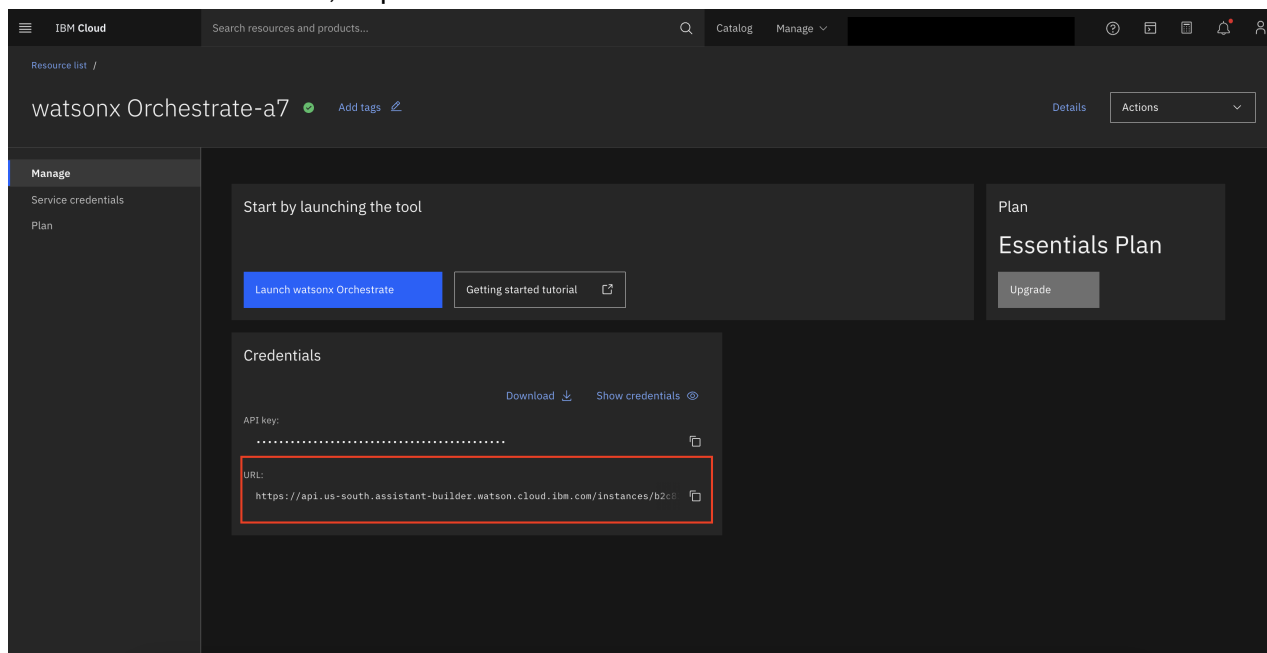 IBM Cloud
Search resources and products...
Catalog
Manage
Resource list /
watsonx Orchestrate-a7
Add tags
Details
Actions
Manage
Service credentials
Plan
Start by launching the tool
Launch watsonx Orchestrate
Getting started tutorial
Plan
Essentials Plan
Upgrade
Credentials
Download
Show credentials
API key:
............................................
URL:
https://api.us-south.assistant-builder.watson.cloud.ibm.com/instances/b2c8